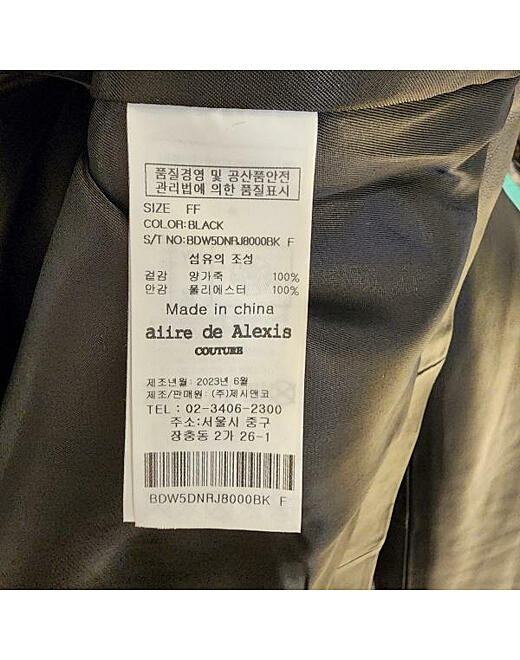 품질경영 및 공산품안전
관리법에 의한 품질표시
SIZE FF
COLOR:BLACK
S/T NO:BDW5DNRJ8000BK F
섬유의 조성
겉감 양가죽 100%
안감 폴리에스터 100%
Made in china
aiire de Alexis
COUTURE
제조년월 : 2023년 6월
제조/판매원 : (주)제시앤코
TEL : 02-3406-2300
주소:서울시 중구
장충동 2가 26-1
BDW5DNRJ8000BK F